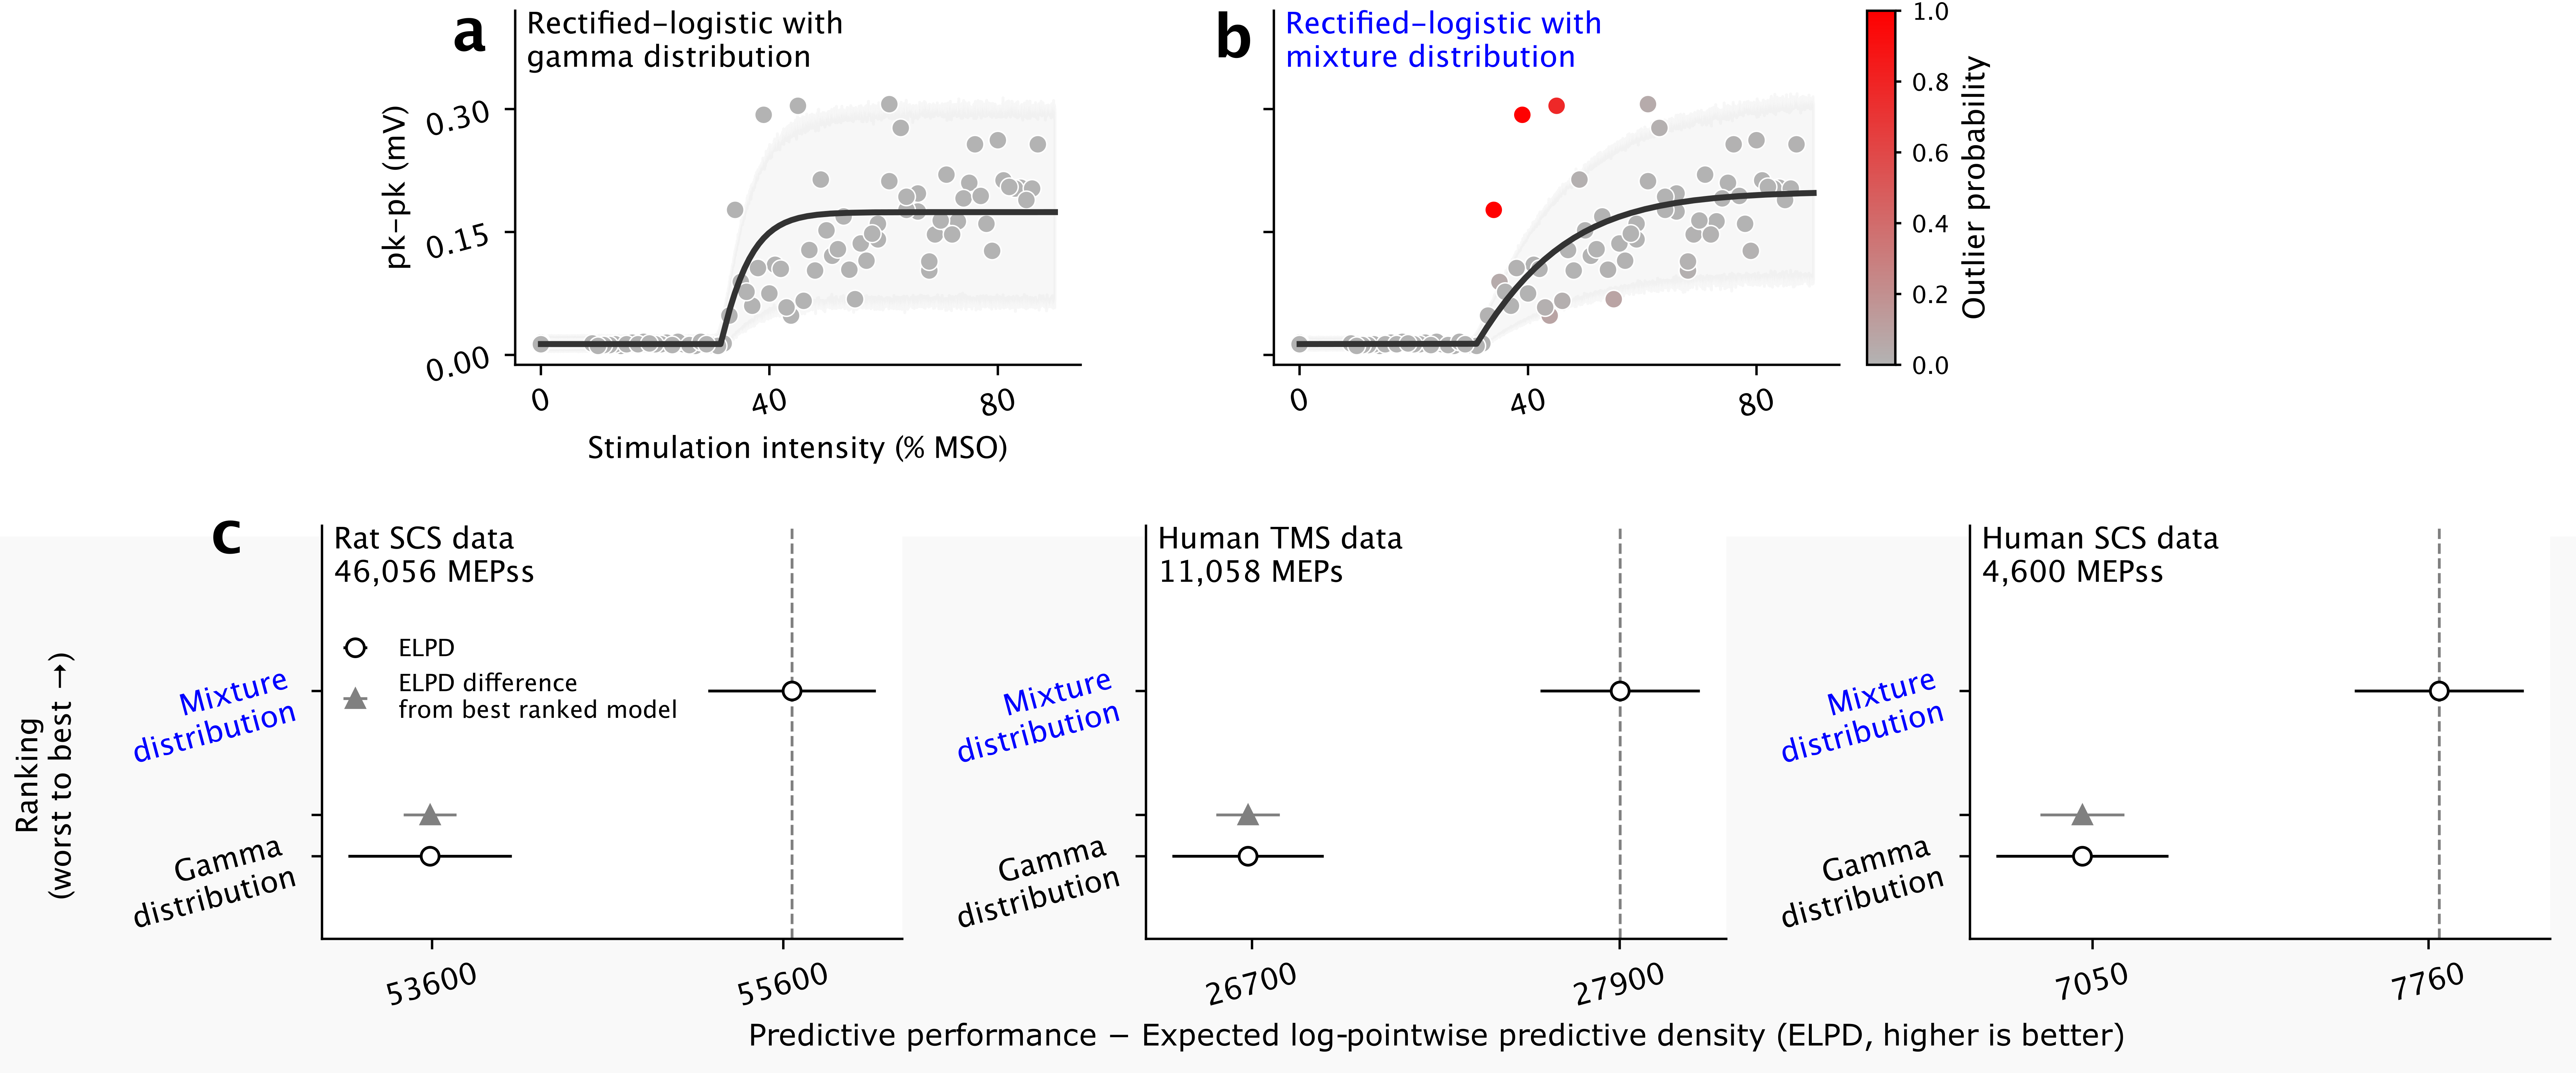 a
Rectified-logistic with
gamma distribution
pk-pk (mV)
0.30
0.15
0.00
0
40
80
Stimulation intensity (% MSO)
b
Rectified-logistic with
mixture distribution
0
40
80
1.0
0.8
0.6
0.4
0.2
0.0
Outlier probability
c
Ranking
(worst to best →)
Rat SCS data
46,056 MEPss
ELPD
ELPD difference
from best ranked model
Mixture
distribution
Gamma
distribution
53600
55600
Human TMS data
11,058 MEPs
Mixture
distribution
Gamma
distribution
26700
27900
Human SCS data
4,600 MEPss
Mixture
distribution
Gamma
distribution
7050
7760
Predictive performance − Expected log-pointwise predictive density (ELPD, higher is better)